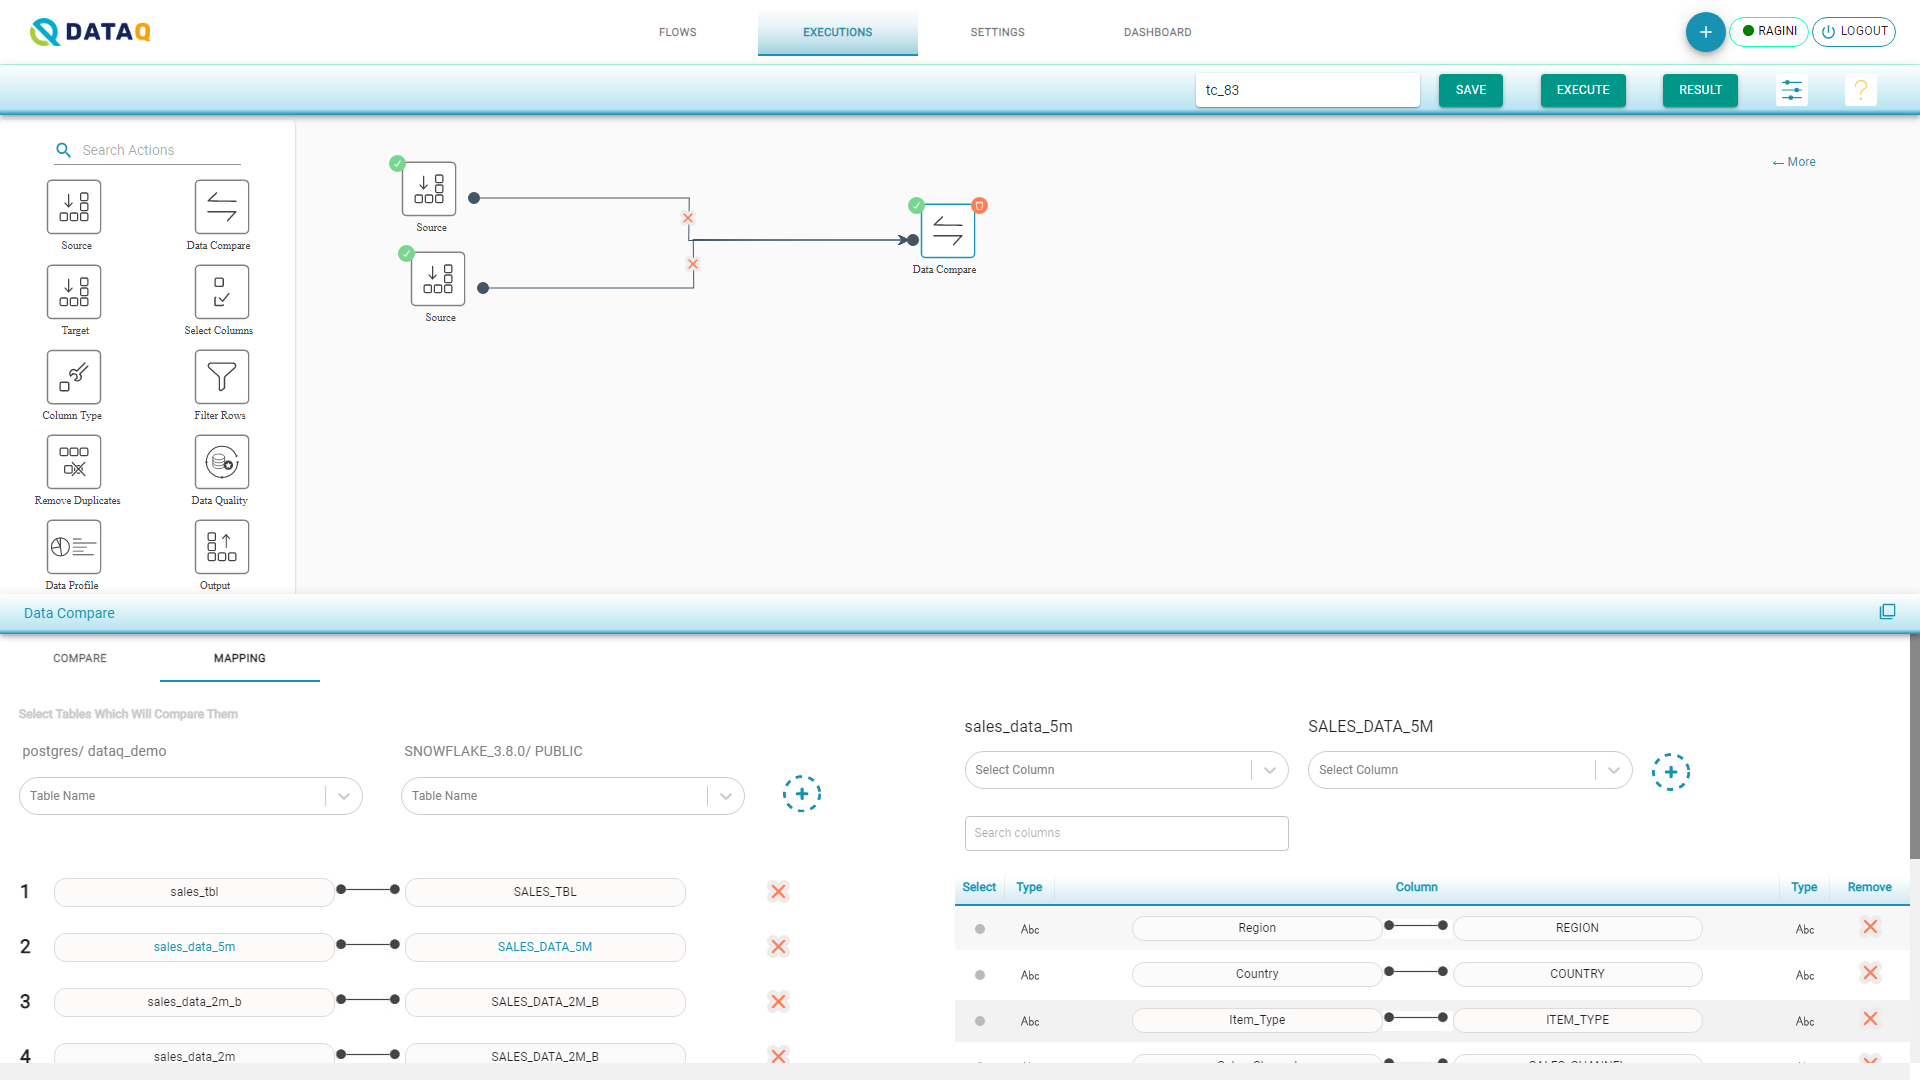 DATAQ
FLOWS
EXECUTIONS
SETTINGS
DASHBOARD
+
RAGINI
LOGOUT
tc_83
SAVE
EXECUTE
RESULT
?
Search Actions
← More
Source
Data Compare
Target
Select Columns
Column Type
Filter Rows
Remove Duplicates
Data Quality
Data Profile
Output
Source
Source
Data Compare
Data Compare
COMPARE
MAPPING
Select Tables Which Will Compare Them
postgres/ dataq_demo
SNOWFLAKE_3.8.0/ PUBLIC
Table Name
Table Name
1 sales_tbl SALES_TBL
2 sales_data_5m SALES_DATA_5M
3 sales_data_2m_b SALES_DATA_2M_B
4 sales_data_2m SALES_DATA_2M_B
sales_data_5m
SALES_DATA_5M
Select Column
Select Column
Search columns
Select Type Column Type Remove
Abc Region REGION Abc
Abc Country COUNTRY Abc
Abc Item_Type ITEM_TYPE Abc
SALES_CHANNEL